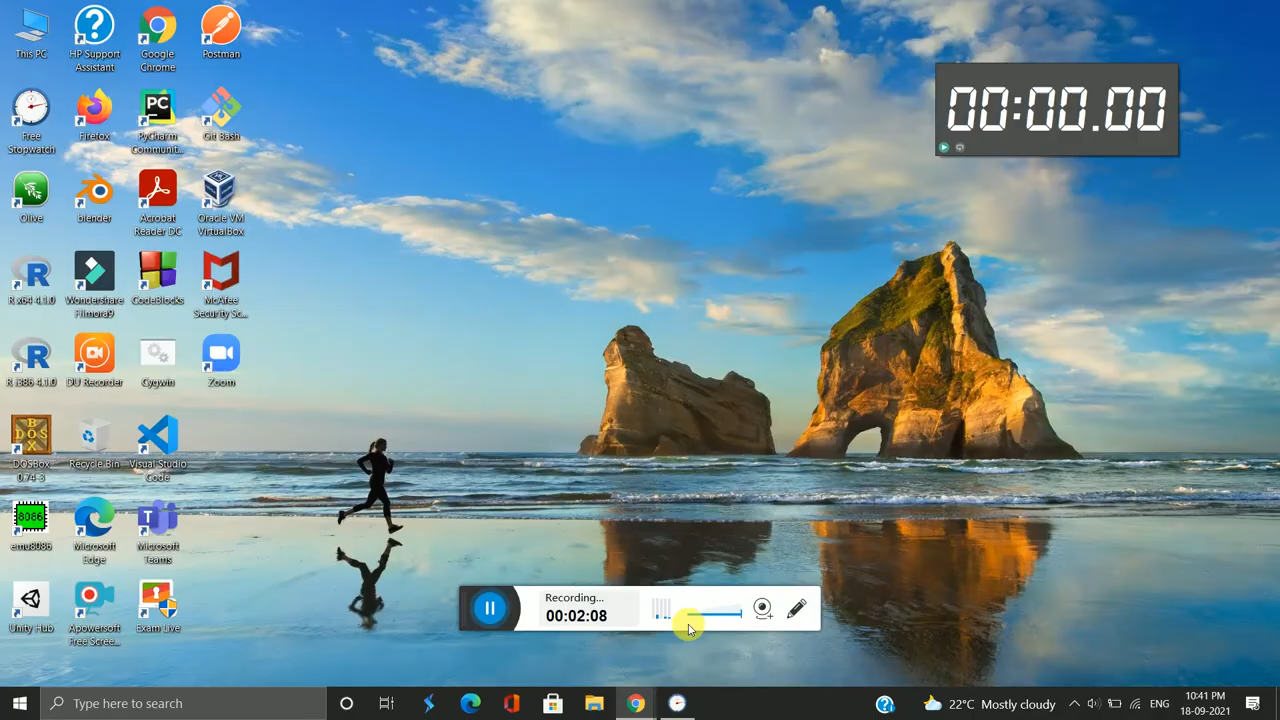 This PC
HP Support
Assistant
Google
Chrome
Postman
00:00.00
Free
Stopwatch
Firefox
PC
PyCharm
Communit...
Git Bash
Olive
blender
Acrobat
Reader DC
Oracle VM
VirtualBox
R x64 4.1.0
Wondershare
Filmora9
CodeBlocks
McAfee
Security Sc...
R i386 4.1.0
DU Recorder
Cygwin
Zoom
DOSBox
0.74-3
Recycle Bin
Visual Studio
Code
8086
emu8086
Microsoft
Edge
Microsoft
Teams
Unity Hub
Apowersoft
Free Scree...
Exam Live
Recording...
00:02:08
Type here to search
22°C Mostly cloudy
ENG
10:41 PM
18-09-2021